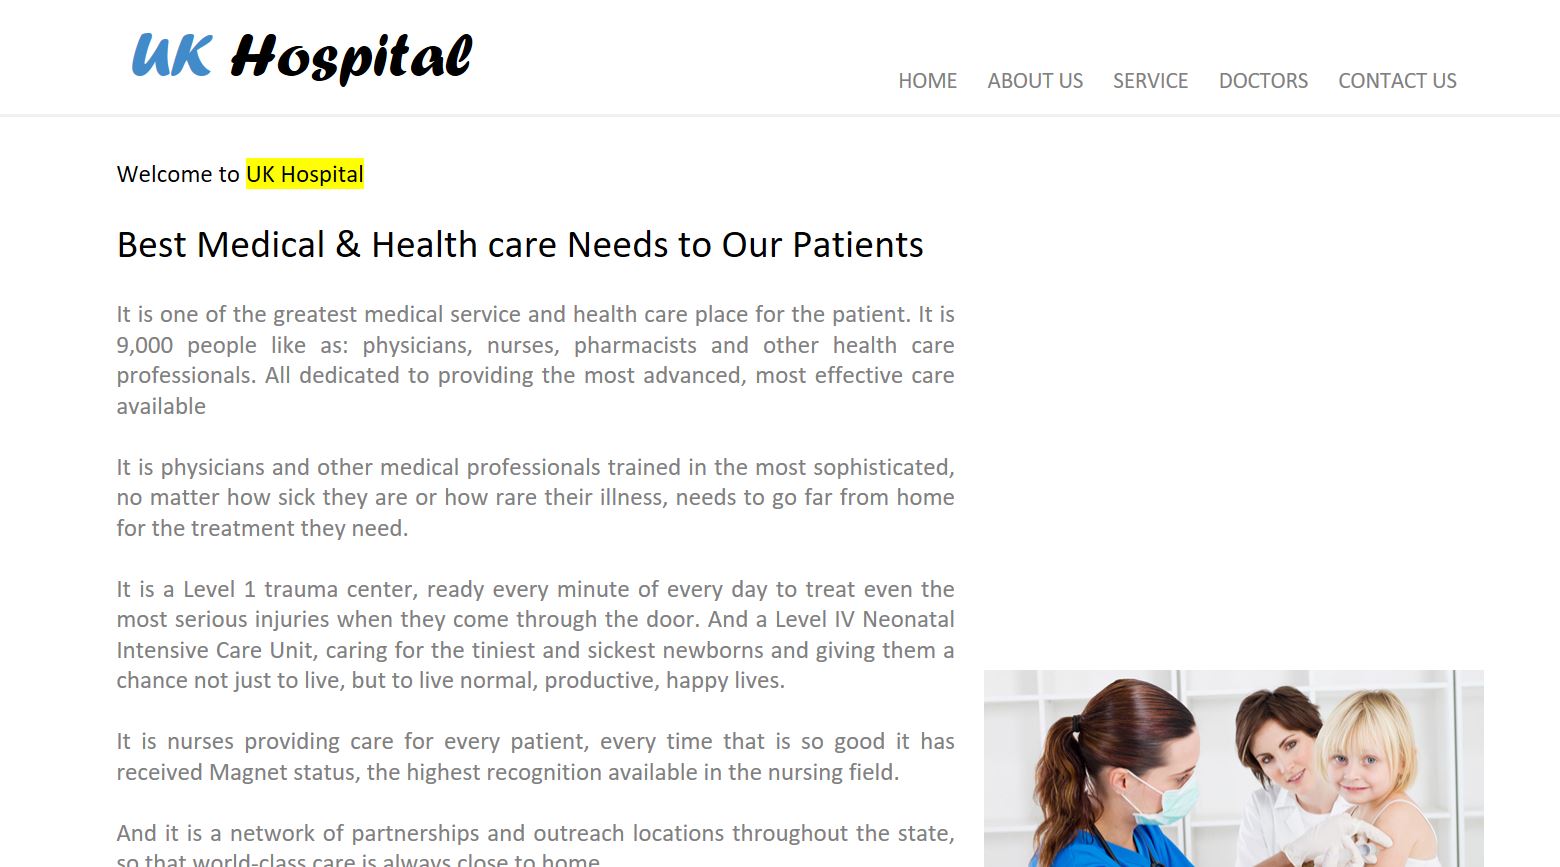 UK Hospital
HOME ABOUT US SERVICE DOCTORS CONTACT US
Welcome to UK Hospital
Best Medical & Health care Needs to Our Patients
It is one of the greatest medical service and health care place for the patient. It is
9,000 people like as: physicians, nurses, pharmacists and other health care
professionals. All dedicated to providing the most advanced, most effective care
available
It is physicians and other medical professionals trained in the most sophisticated,
no matter how sick they are or how rare their illness, needs to go far from home
for the treatment they need.
It is a Level 1 trauma center, ready every minute of every day to treat even the
most serious injuries when they come through the door. And a Level IV Neonatal
Intensive Care Unit, caring for the tiniest and sickest newborns and giving them a
chance not just to live, but to live normal, productive, happy lives.
It is nurses providing care for every patient, every time that is so good it has
received Magnet status, the highest recognition available in the nursing field.
And it is a network of partnerships and outreach locations throughout the state,
so that world-class care is always close to home.